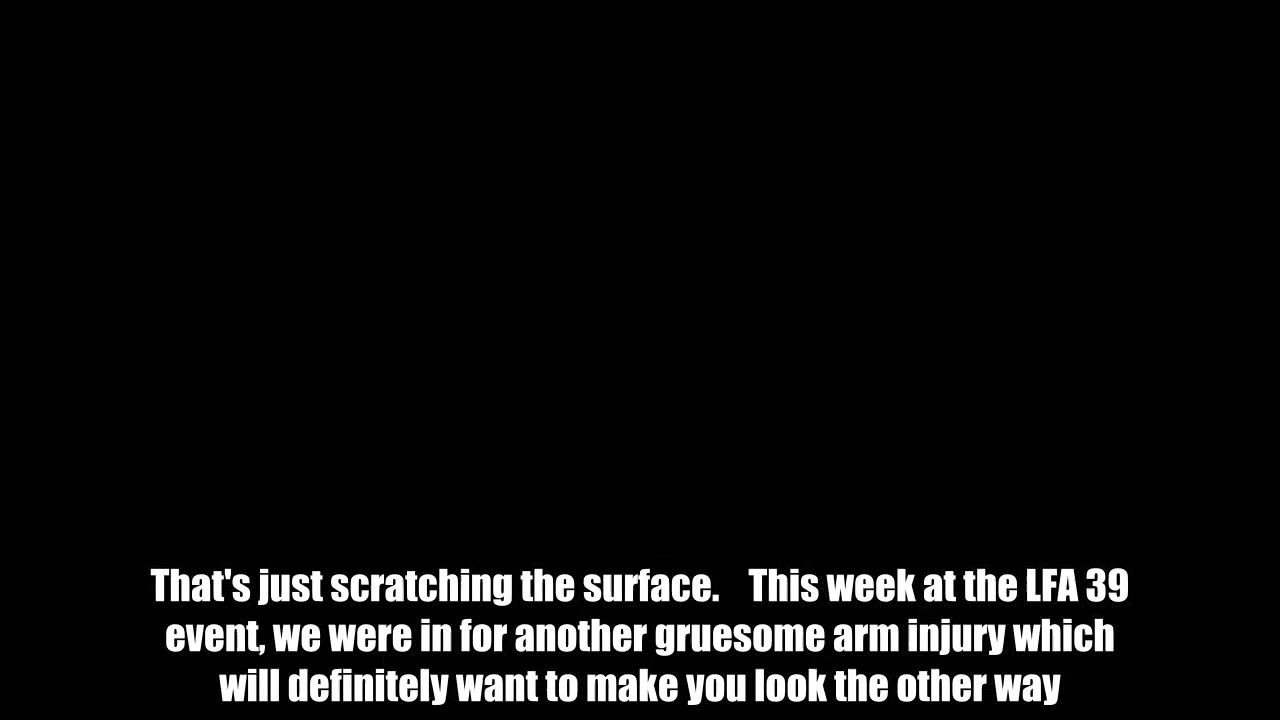 That's just scratching the surface.    This week at the LFA 39
event, we were in for another gruesome arm injury which
will definitely want to make you look the other way